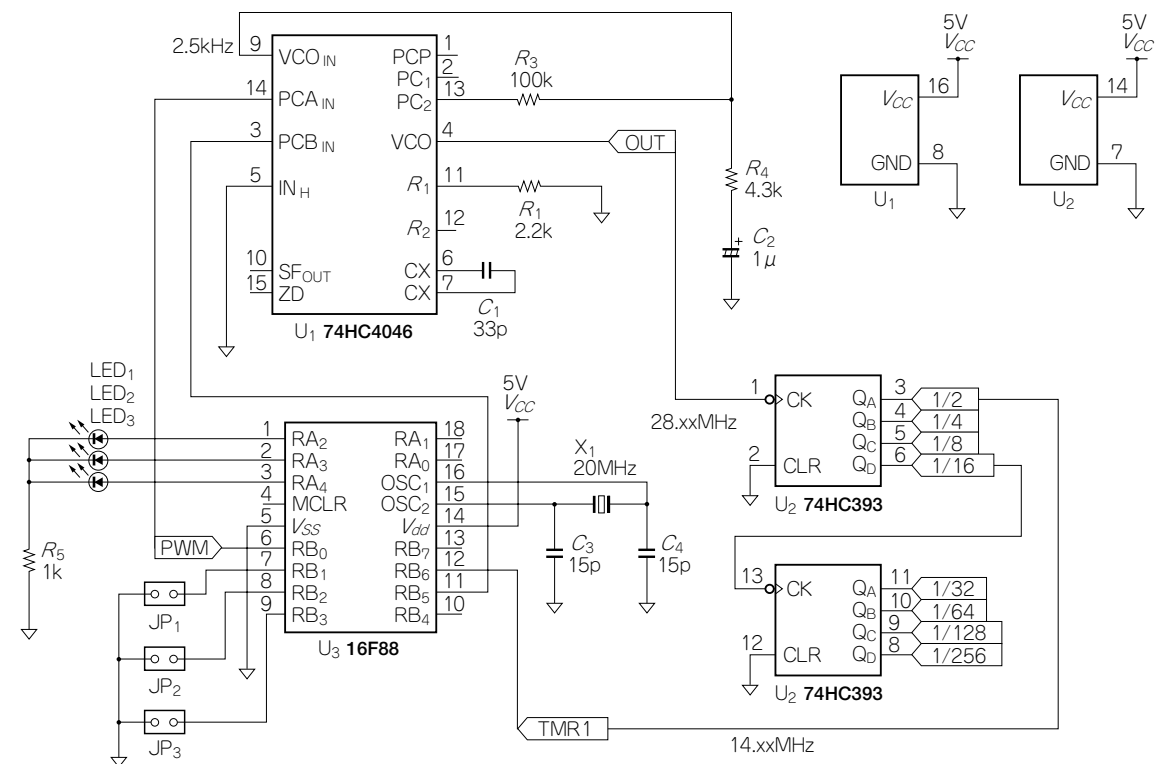 2.5kHz
9 VCO IN
14 PCA IN
3 PCB IN
5 IN H
10 SFOUT
15 ZD
PCP 1
PC1 2
PC2 13
VCO 4
R1 11
R2 12
CX 6
CX 7
U1 74HC4046
R3
100k
OUT
R1
2.2k
C1
33p
R4
4.3k
+ C2
1μ
5V
VCC
VCC 16
GND 8
U1
5V
VCC
VCC 14
GND 7
U2
LED1
LED2
LED3
R5
1k
PWM
JP1
JP2
JP3
1 RA2
2 RA3
3 RA4
4 MCLR
5 VSS
6 RB0
7 RB1
8 RB2
9 RB3
RA1 18
RA0 17
OSC1 16
OSC2 15
Vdd 14
RB7 13
RB6 12
RB5 11
RB4 10
U3 16F88
5V
VCC
X1
20MHz
C3
15p
C4
15p
28.xxMHz
1 CK
2 CLR
QA 3 1/2
QB 4 1/4
QC 5 1/8
QD 6 1/16
U2 74HC393
13 CK
12 CLR
QA 11 1/32
QB 10 1/64
QC 9 1/128
QD 8 1/256
U2 74HC393
TMR1
14.xxMHz